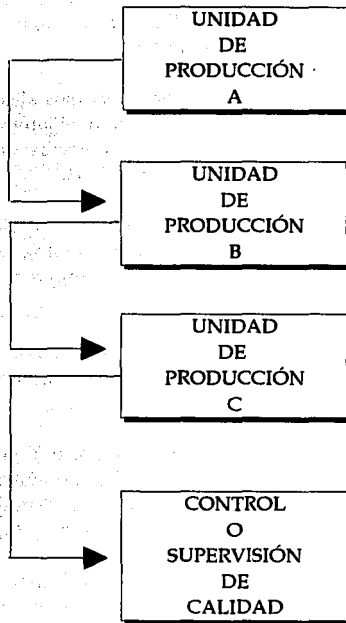 UNIDAD
DE
PRODUCCIÓN
A
UNIDAD
DE
PRODUCCIÓN
B
UNIDAD
DE
PRODUCCIÓN
C
CONTROL
O
SUPERVISIÓN
DE
CALIDAD